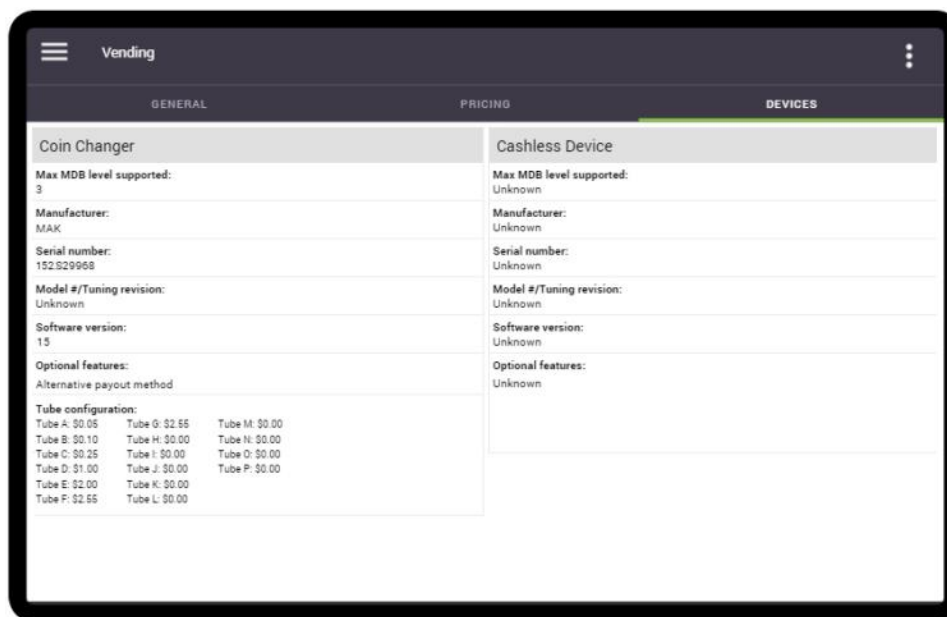 Vending
GENERAL
PRICING
DEVICES
Coin Changer
Max MDB level supported:
3
Manufacturer:
MAK
Serial number:
152S29968
Model #/Tuning revision:
Unknown
Software version:
15
Optional features:
Alternative payout method
Tube configuration:
Tube A: $0.05 Tube G: $2.55 Tube M: $0.00
Tube B: $0.10 Tube H: $0.00 Tube N: $0.00
Tube C: $0.25 Tube I: $0.00 Tube O: $0.00
Tube D: $1.00 Tube J: $0.00 Tube P: $0.00
Tube E: $2.00 Tube K: $0.00
Tube F: $2.55 Tube L: $0.00
Cashless Device
Max MDB level supported:
Unknown
Manufacturer:
Unknown
Serial number:
Unknown
Model #/Tuning revision:
Unknown
Software version:
Unknown
Optional features:
Unknown